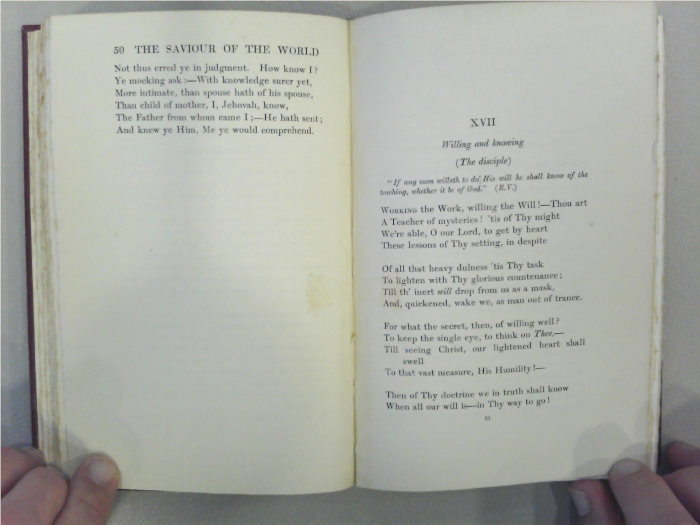 50 THE SAVIOUR OF THE WORLD
Not thus erred ye in judgment. How know I?
Ye mocking ask:—With knowledge surer yet,
More intimate, than spouse hath of his spouse,
Than child of mother, I, Jehovah, know,
The Father from whom came I;—He hath sent;
And knew ye Him, Me ye would comprehend.
XVII
Willing and knowing
(The disciple)
"If any man willeth to do His will he shall know of the
teaching, whether it be of God." (R.V.)
WORKING the Work, willing the Will!—Thou art
A Teacher of mysteries! 'tis of Thy might
We're able, O our Lord, to get by heart
These lessons of Thy setting, in despite
Of all that heavy dulness 'tis Thy task
To lighten with Thy glorious countenance;
Till th' inert will drop from us as a mask,
And, quickened, wake we, as man out of trance.
For what the secret, then, of willing well?
To keep the single eye, to think on Thee,—
Till seeing Christ, our lightened heart shall
swell
To that vast measure, His Humility!—
Then of Thy doctrine we in truth shall know
When all our will is—in Thy way to go!
51